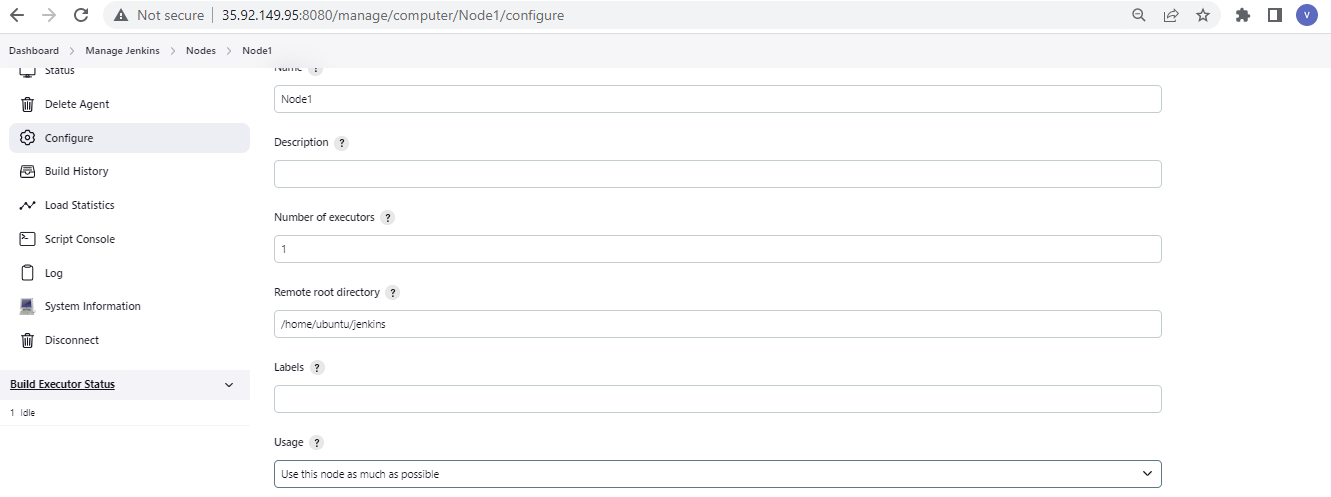 Not secure | 35.92.149.95:8080/manage/computer/Node1/configure
V
Dashboard > Manage Jenkins > Nodes > Node1
Status
Delete Agent
Configure
Build History
Load Statistics
Script Console
Log
System Information
Disconnect
Build Executor Status
1 Idle
Name ?
Node1
Description ?
Number of executors ?
1
Remote root directory ?
/home/ubuntu/jenkins
Labels ?
Usage ?
Use this node as much as possible